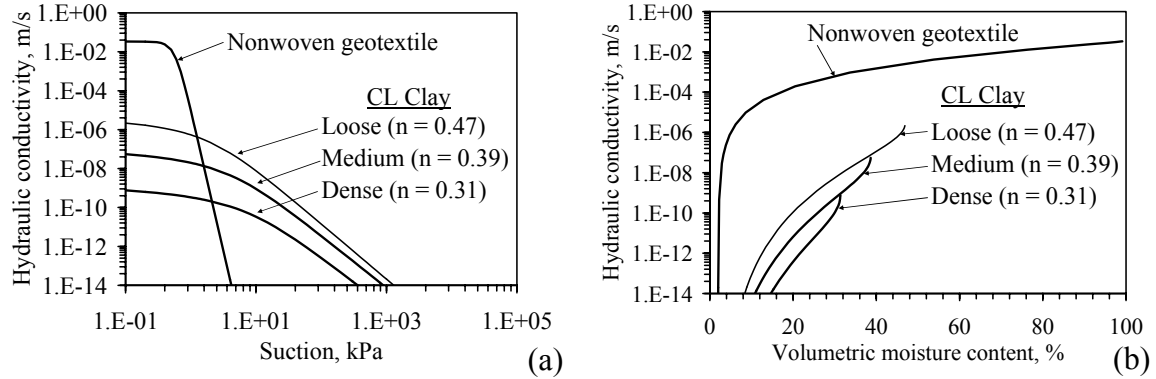 Hydraulic conductivity, m/s
1.E+00
1.E-02
1.E-04
1.E-06
1.E-08
1.E-10
1.E-12
1.E-14
Nonwoven geotextile
CL Clay
Loose (n = 0.47)
Medium (n = 0.39)
Dense (n = 0.31)
1.E-01 1.E+01 1.E+03 1.E+05
Suction, kPa
(a)
Hydraulic conductivity, m/s
1.E+00
1.E-02
1.E-04
1.E-06
1.E-08
1.E-10
1.E-12
1.E-14
Nonwoven geotextile
CL Clay
Loose (n = 0.47)
Medium (n = 0.39)
Dense (n = 0.31)
0 20 40 60 80 100
Volumetric moisture content, %
(b)